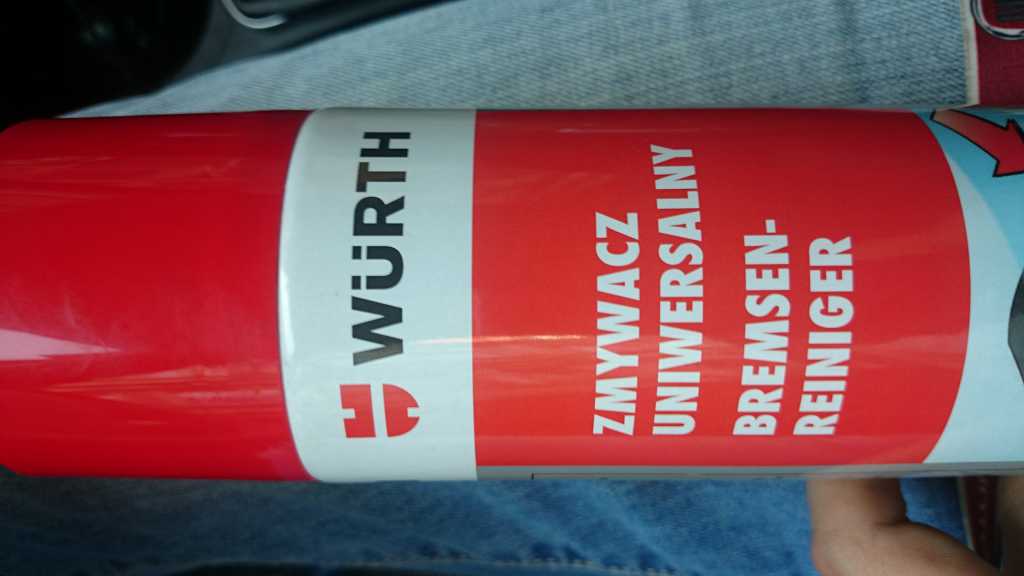 WÜRTH
ZMYWACZ
UNIWERSALNY
BREMSEN-
REINIGER